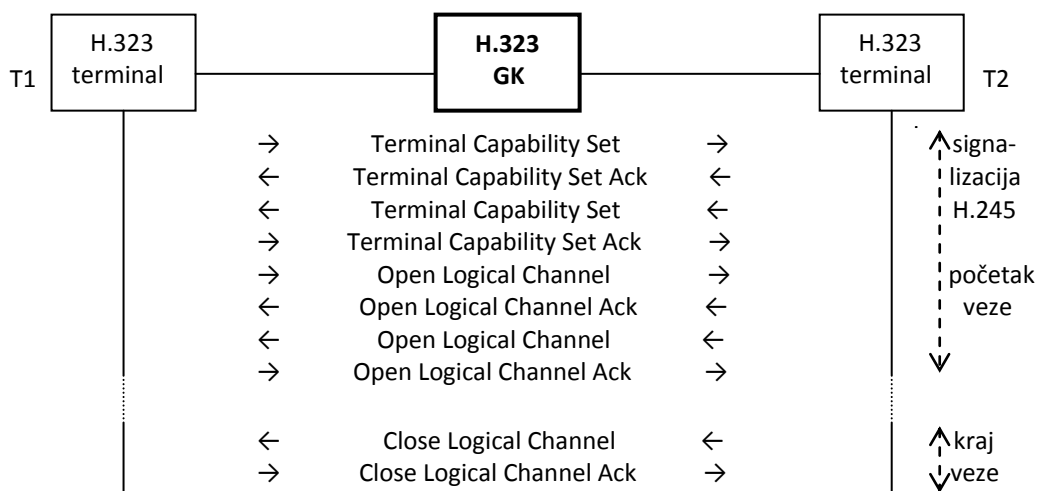 H.323
terminal
H.323
GK
H.323
terminal
T1
T2
→ Terminal Capability Set →
← Terminal Capability Set Ack ←
← Terminal Capability Set ←
→ Terminal Capability Set Ack →
→ Open Logical Channel →
← Open Logical Channel Ack ←
← Open Logical Channel ←
→ Open Logical Channel Ack →
← Close Logical Channel ←
→ Close Logical Channel Ack →
signa-
lizacija
H.245
početak
veze
kraj
veze